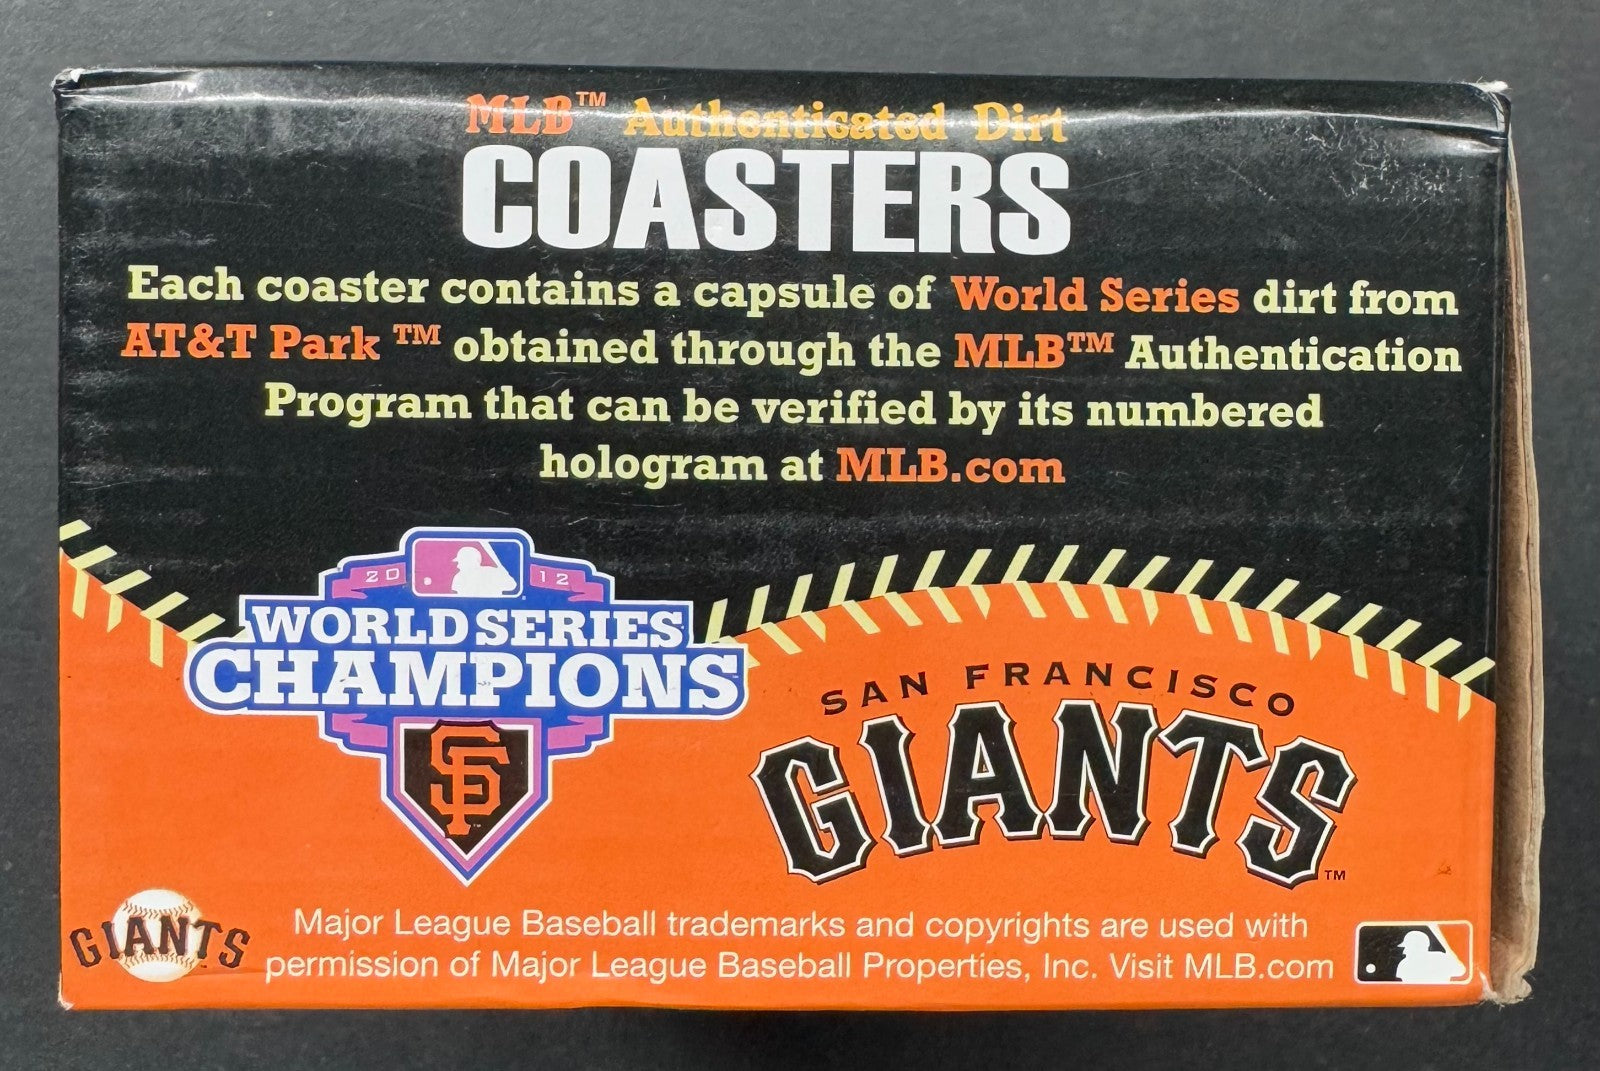 MLB™ Authenticated Dirt
COASTERS
Each coaster contains a capsule of World Series dirt from
AT&T Park ™ obtained through the MLB™ Authentication
Program that can be verified by its numbered
hologram at MLB.com
20 12
WORLD SERIES
CHAMPIONS
SF
SAN FRANCISCO
GIANTS™
GIANTS
Major League Baseball trademarks and copyrights are used with
permission of Major League Baseball Properties, Inc. Visit MLB.com